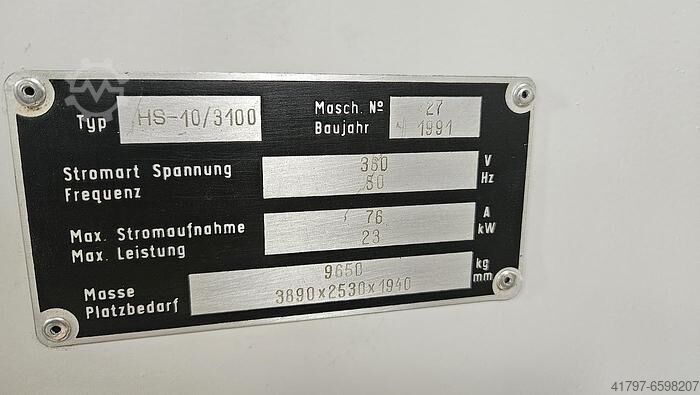 Typ HS-10/3100
Masch. Nº 27
Baujahr 1991
Stromart Spannung 380 V
Frequenz 50 Hz
Max. Stromaufnahme 76 A
Max. Leistung 23 kW
Masse 9650 kg
Platzbedarf 3890x2530x1940 mm
41797-6598207